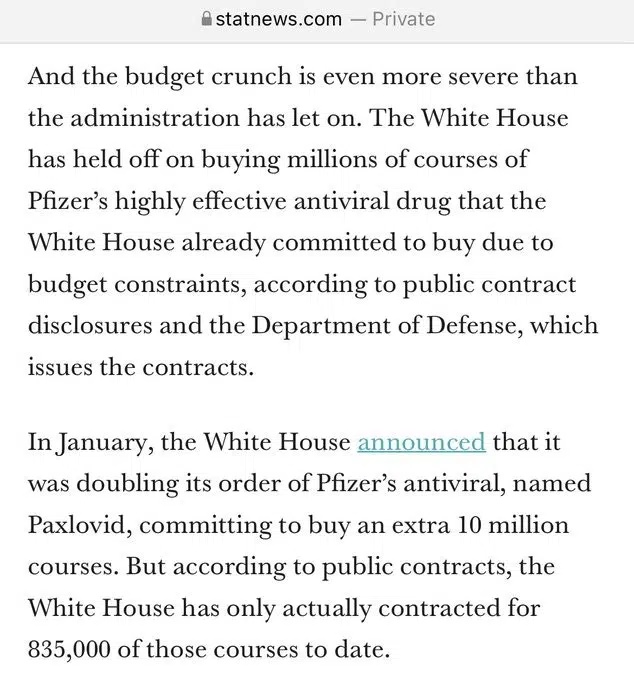 statnews.com — Private
And the budget crunch is even more severe than
the administration has let on. The White House
has held off on buying millions of courses of
Pfizer’s highly effective antiviral drug that the
White House already committed to buy due to
budget constraints, according to public contract
disclosures and the Department of Defense, which
issues the contracts.
In January, the White House announced that it
was doubling its order of Pfizer’s antiviral, named
Paxlovid, committing to buy an extra 10 million
courses. But according to public contracts, the
White House has only actually contracted for
835,000 of those courses to date.